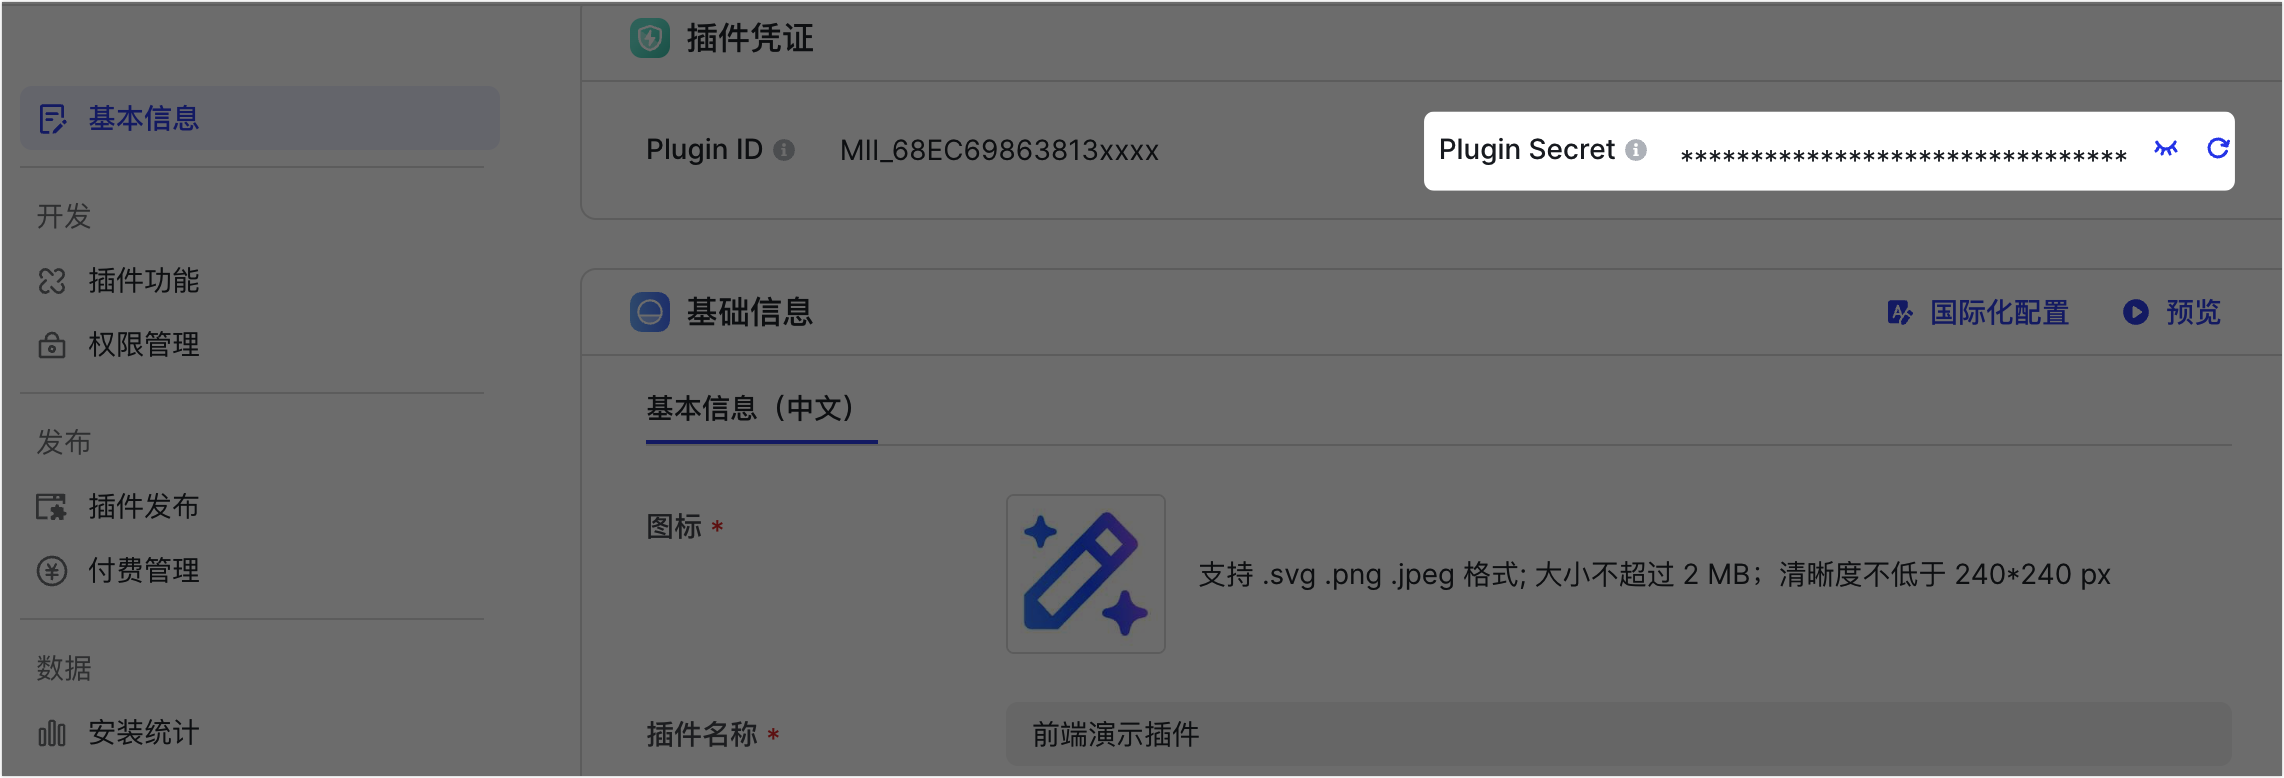 插件凭证
基本信息
Plugin ID MII_68EC69863813xxxx
Plugin Secret ********************************
开发
插件功能
基础信息
国际化配置 预览
权限管理
基本信息（中文）
发布
插件发布
图标 *
付费管理
支持 .svg .png .jpeg 格式; 大小不超过 2 MB；清晰度不低于 240*240 px
数据
安装统计
插件名称 * 前端演示插件